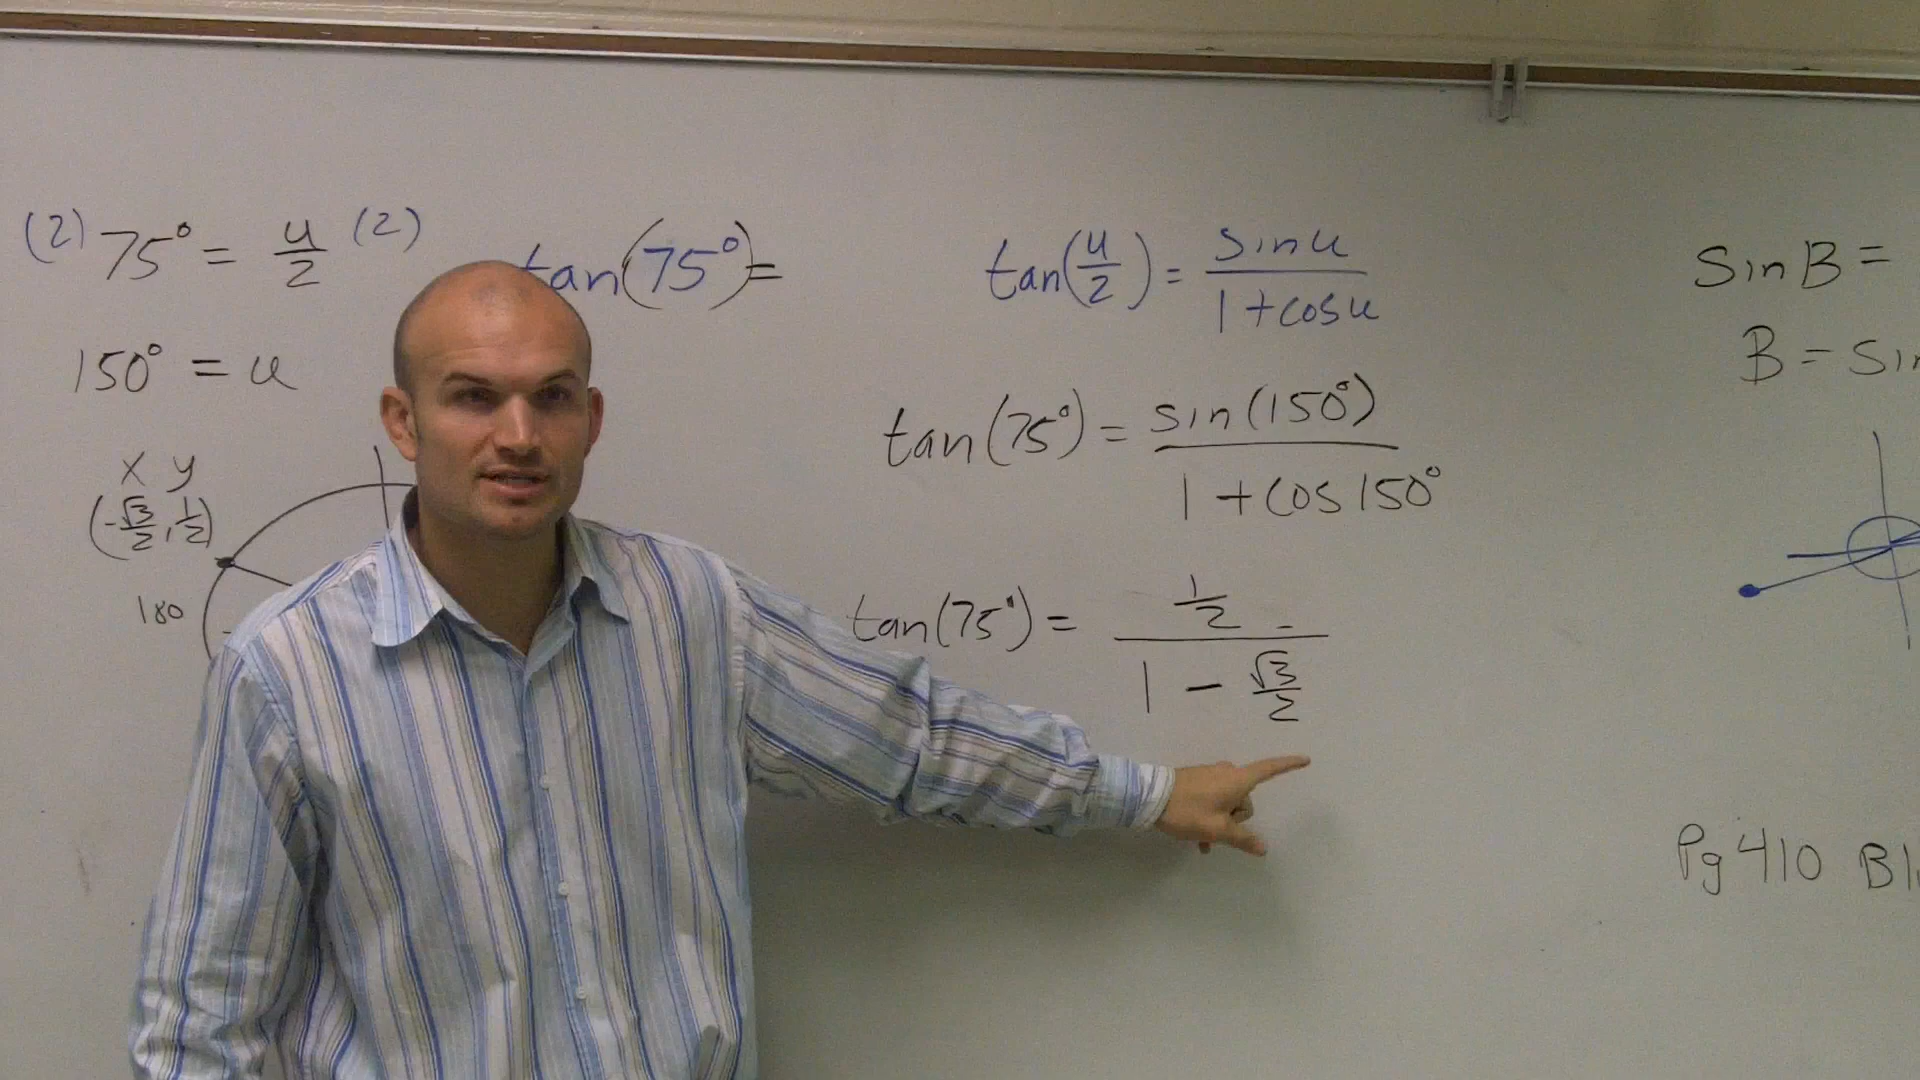 (2) 75° = u/2 (2)
150° = u
x y
(-√3/2, 1/2)
180
tan(75°) =
tan(u/2) = sin u / 1 + cos u
tan(75°) = sin(150°) / 1 + cos 150°
tan(75°) = 1/2 / 1 - √3/2
sin B =
B = sin
Pg 410